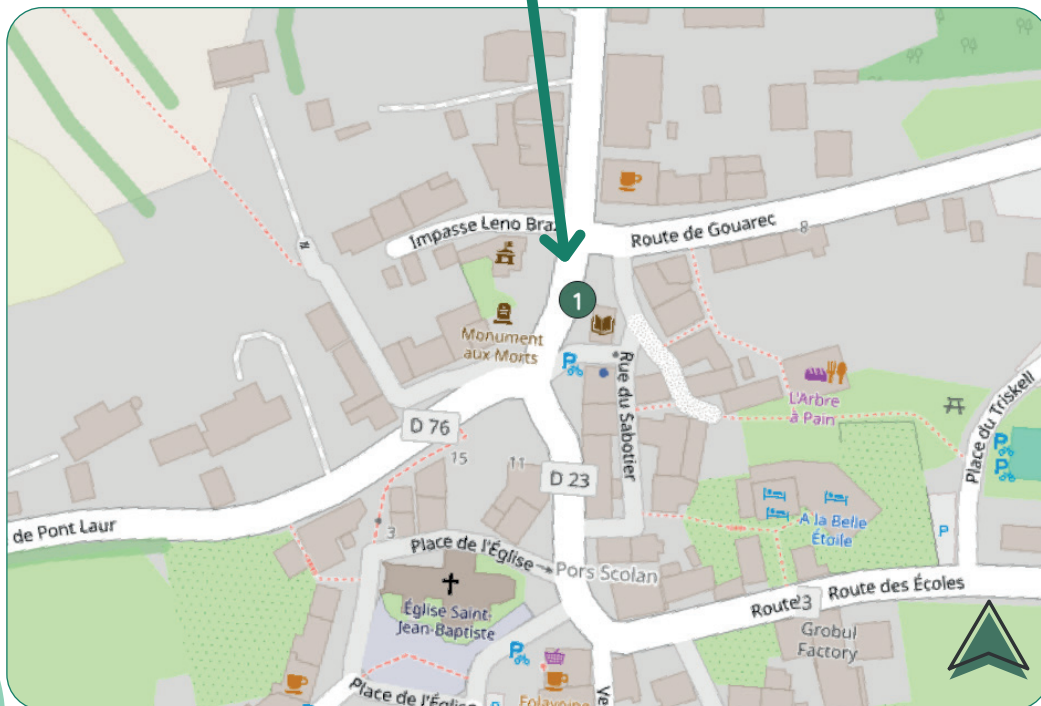 Impasse Leno Braz
Route de Gouarec
8
1
Monument
aux Morts
P
Rue du Sabotier
L'Arbre
à Pain
Place du Triskell
D 76
15
11
D 23
P
P
de Pont Laur
3
Place de l'Église
Pors Scolan
A la Belle
Étoile
P
Église Saint-
Jean-Baptiste
Route
3
Route des Écoles
Grobul
Factory
P
Place de l'Église
P